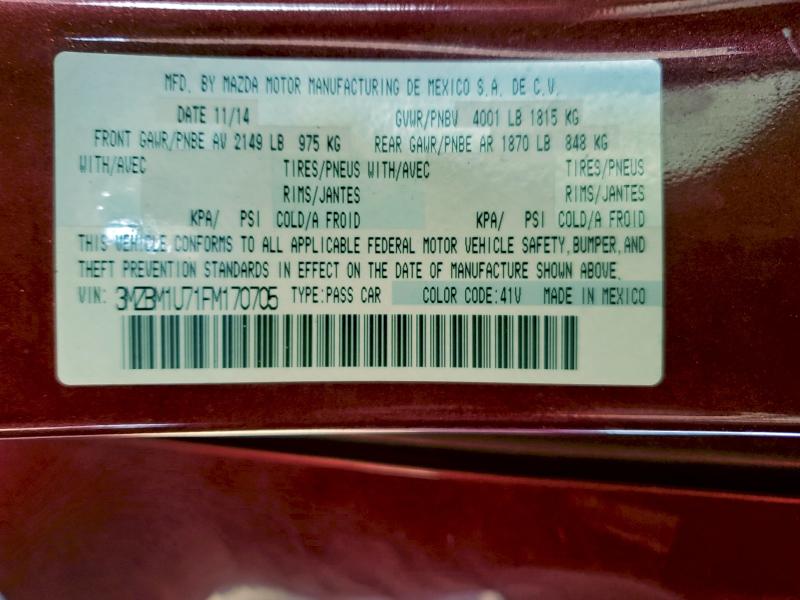 MFD. BY MAZDA MOTOR MANUFACTURING DE MEXICO S.A. DE C.V.
DATE 11/14 GVWR/PNBV 4001 LB 1815 KG
FRONT GAWR/PNBE AV 2149 LB 975 KG REAR GAWR/PNBE AR 1870 LB 848 KG
WITH/AVEC TIRES/PNEUS WITH/AVEC TIRES/PNEUS
RIMS/JANTES RIMS/JANTES
KPA/ PSI COLD/A FROID KPA/ PSI COLD/A FROID
THIS VEHICLE CONFORMS TO ALL APPLICABLE FEDERAL MOTOR VEHICLE SAFETY,BUMPER,AND
THEFT PREVENTION STANDARDS IN EFFECT ON THE DATE OF MANUFACTURE SHOWN ABOVE.
VIN: 3MZBM1U71FM170705 TYPE:PASS CAR COLOR CODE:41V MADE IN MEXICO